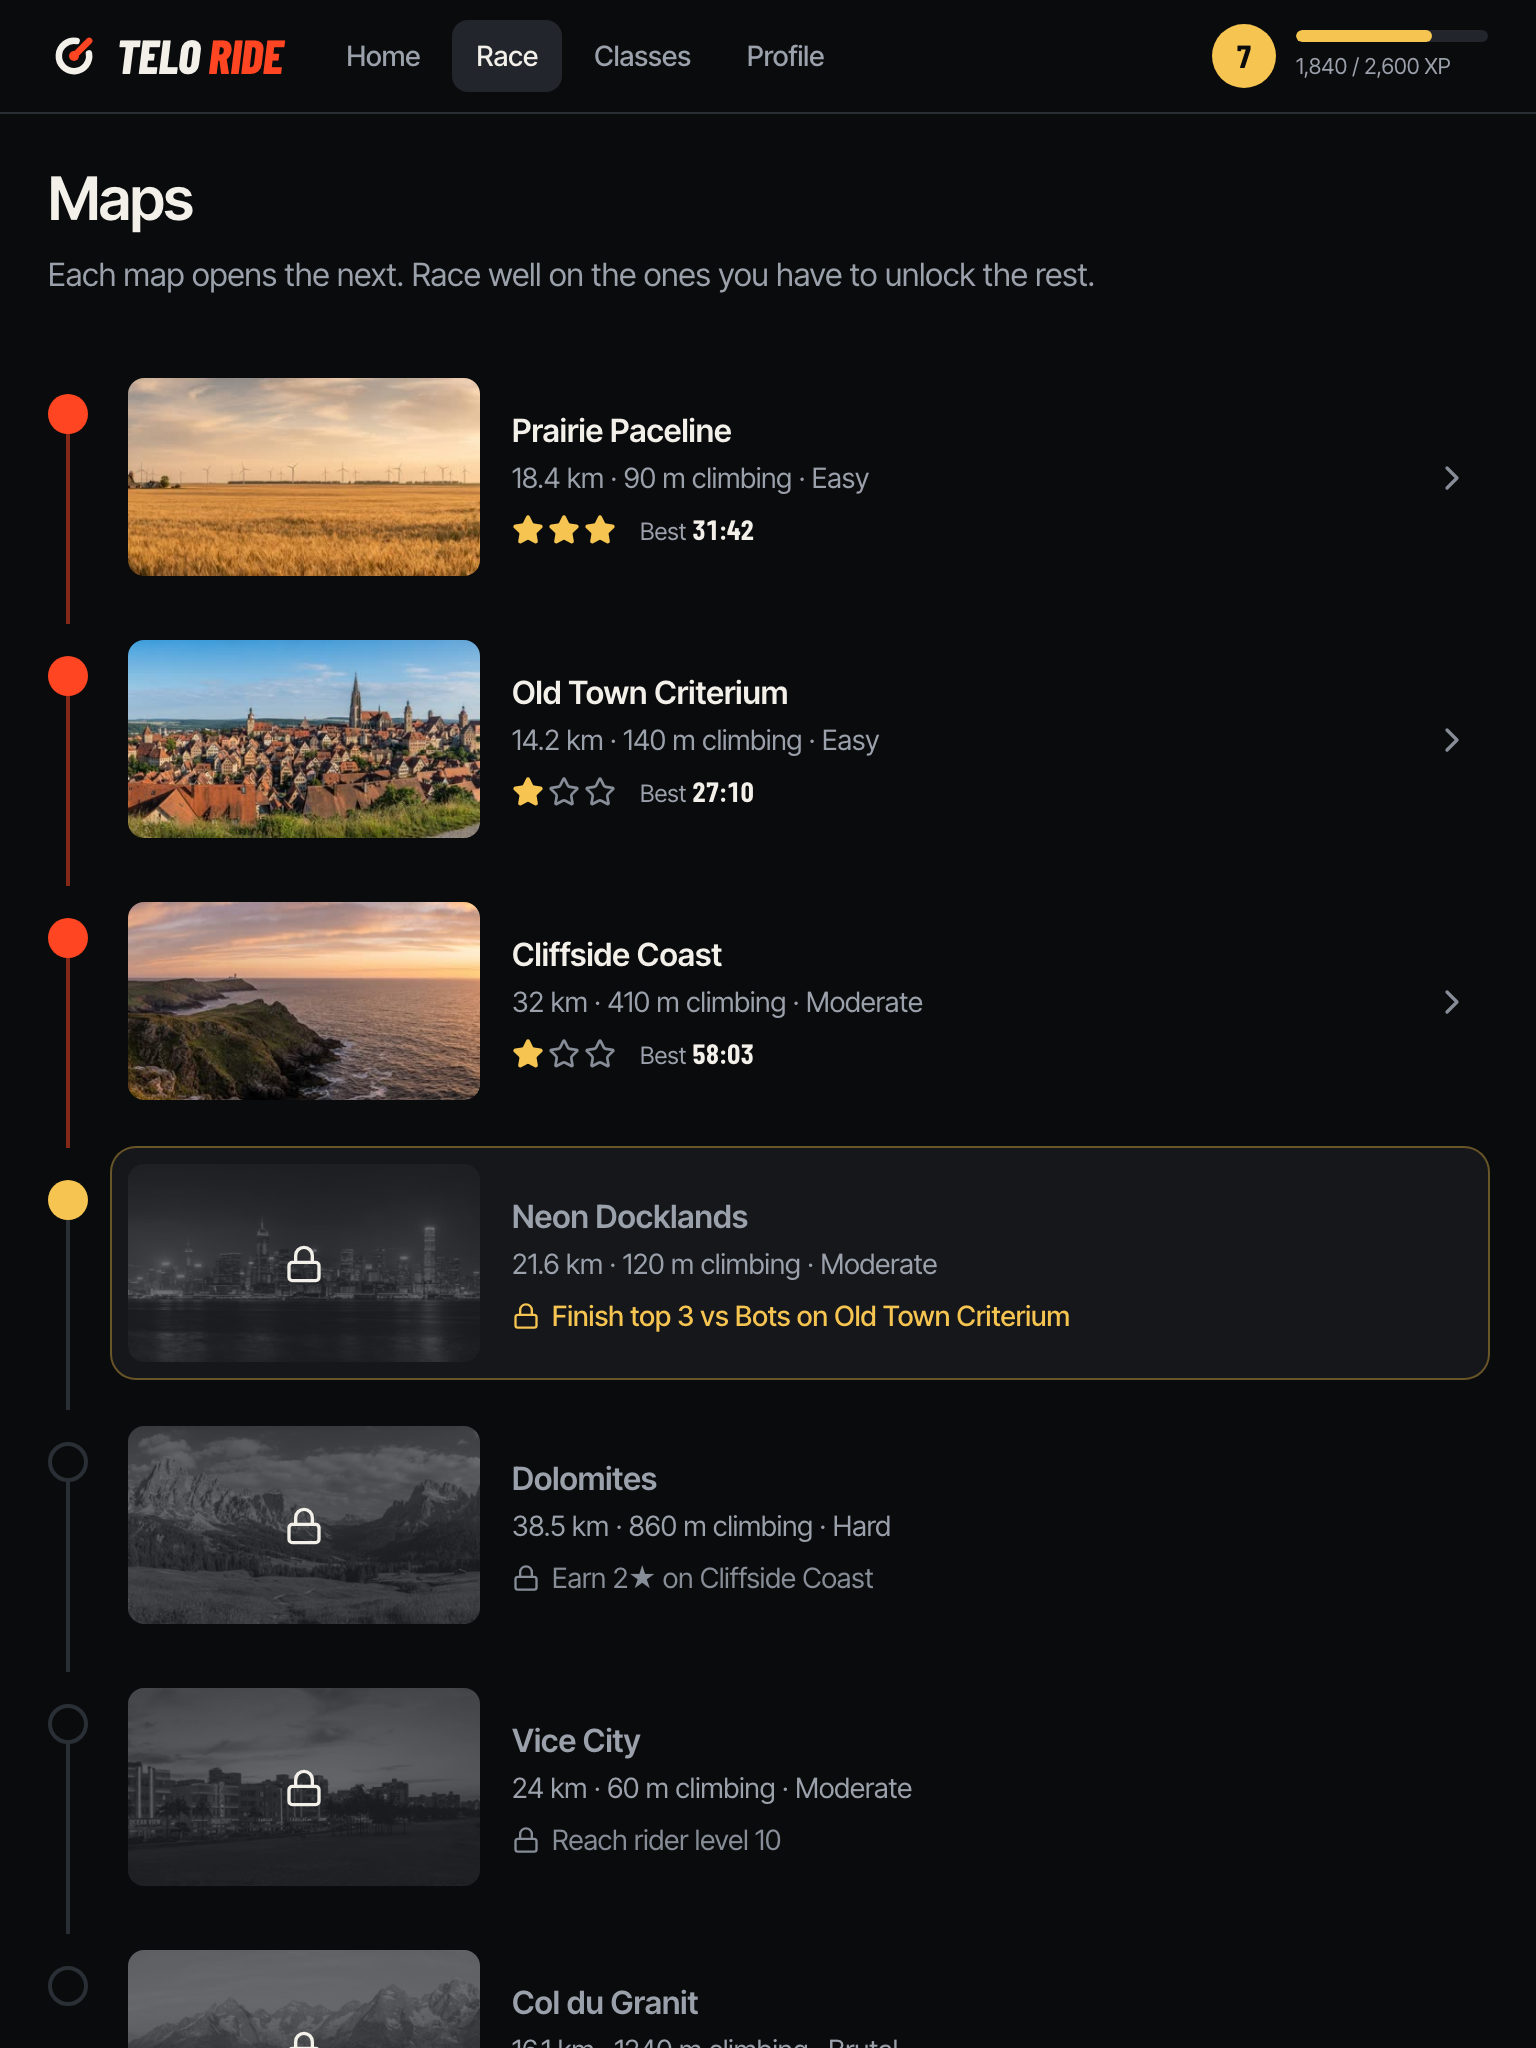 TELO RIDE
Home
Race
Classes
Profile
7
1,840 / 2,600 XP
Maps
Each map opens the next. Race well on the ones you have to unlock the rest.
Prairie Paceline
18.4 km · 90 m climbing · Easy
Best 31:42
Old Town Criterium
14.2 km · 140 m climbing · Easy
Best 27:10
Cliffside Coast
32 km · 410 m climbing · Moderate
Best 58:03
Neon Docklands
21.6 km · 120 m climbing · Moderate
Finish top 3 vs Bots on Old Town Criterium
Dolomites
38.5 km · 860 m climbing · Hard
Earn 2★ on Cliffside Coast
Vice City
24 km · 60 m climbing · Moderate
Reach rider level 10
Col du Granit
km · 1240 m climbing · Brutal